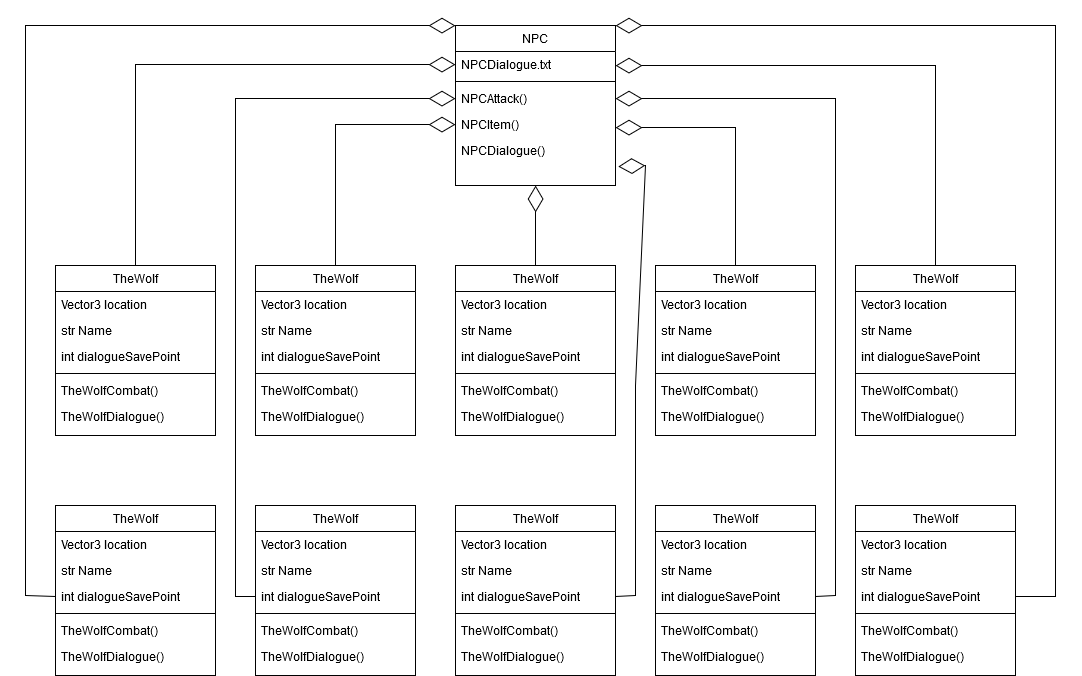 NPC
NPCDialogue.txt
NPCAttack()
NPCItem()
NPCDialogue()
TheWolf
Vector3 location
str Name
int dialogueSavePoint
TheWolfCombat()
TheWolfDialogue()
TheWolf
Vector3 location
str Name
int dialogueSavePoint
TheWolfCombat()
TheWolfDialogue()
TheWolf
Vector3 location
str Name
int dialogueSavePoint
TheWolfCombat()
TheWolfDialogue()
TheWolf
Vector3 location
str Name
int dialogueSavePoint
TheWolfCombat()
TheWolfDialogue()
TheWolf
Vector3 location
str Name
int dialogueSavePoint
TheWolfCombat()
TheWolfDialogue()
TheWolf
Vector3 location
str Name
int dialogueSavePoint
TheWolfCombat()
TheWolfDialogue()
TheWolf
Vector3 location
str Name
int dialogueSavePoint
TheWolfCombat()
TheWolfDialogue()
TheWolf
Vector3 location
str Name
int dialogueSavePoint
TheWolfCombat()
TheWolfDialogue()
TheWolf
Vector3 location
str Name
int dialogueSavePoint
TheWolfCombat()
TheWolfDialogue()
TheWolf
Vector3 location
str Name
int dialogueSavePoint
TheWolfCombat()
TheWolfDialogue()